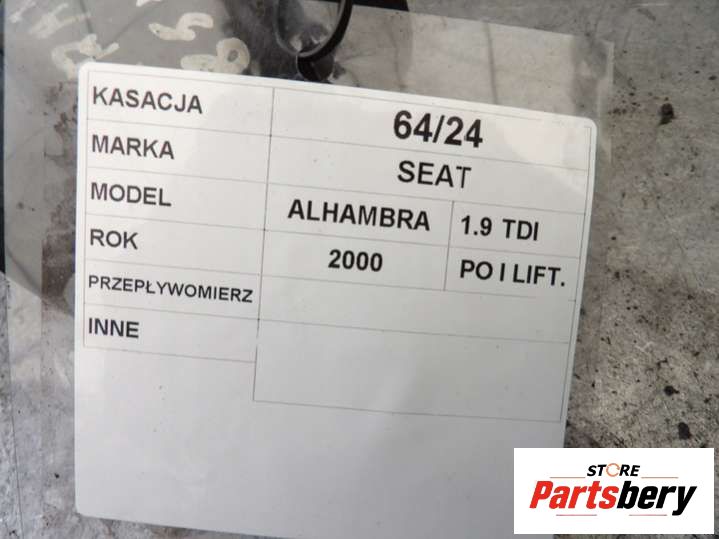 KASACJA 64/24
MARKA SEAT
MODEL ALHAMBRA 1.9 TDI
ROK 2000 PO I LIFT.
PRZEPŁYWOMIERZ
INNE
STORE
Partsbery